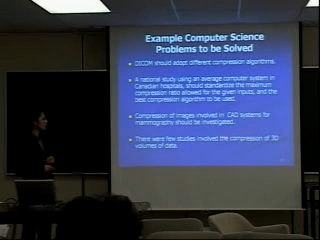 Example Computer Science
Problems to be Solved
DICOM should adopt different compression algorithms.
A national study using an average computer system in
Canadian hospitals, should standardize the maximum
compression ratio allowed for the given inputs, and the
best compression algorithm to be used.
Compression of images involved in CAD systems for
mammography should be investigated.
There were few studies involved the compression of 3D
volumes of data.